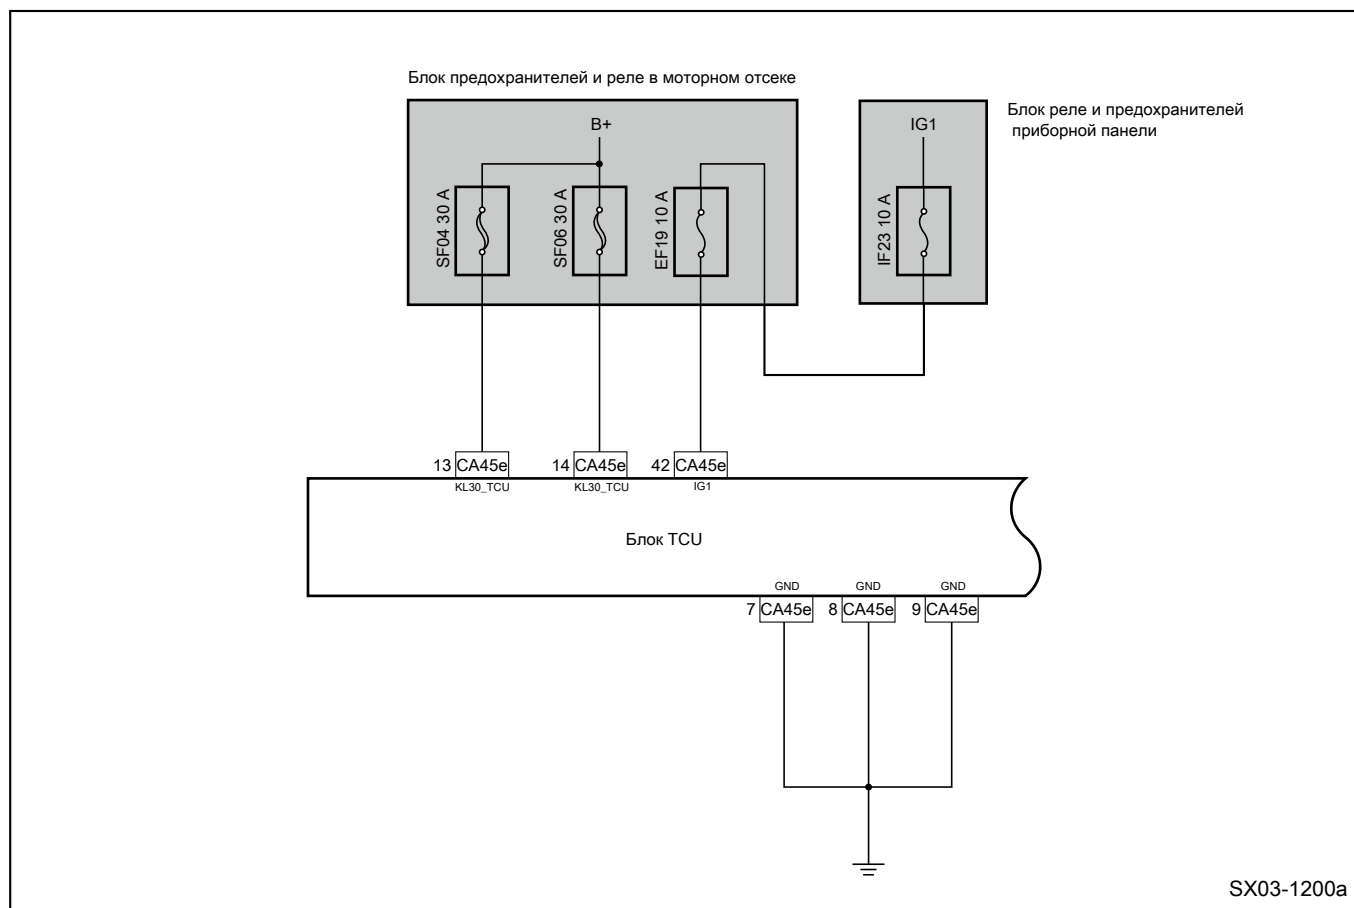 Блок предохранителей и реле в моторном отсеке
Блок реле и предохранителей
приборной панели
B+
IG1
SF04 30 A
SF06 30 A
EF19 10 A
IF23 10 A
13 CA45e
14 CA45e
42 CA45e
KL30_TCU
KL30_TCU
IG1
Блок TCU
GND
GND
GND
7 CA45e
8 CA45e
9 CA45e
SX03-1200a